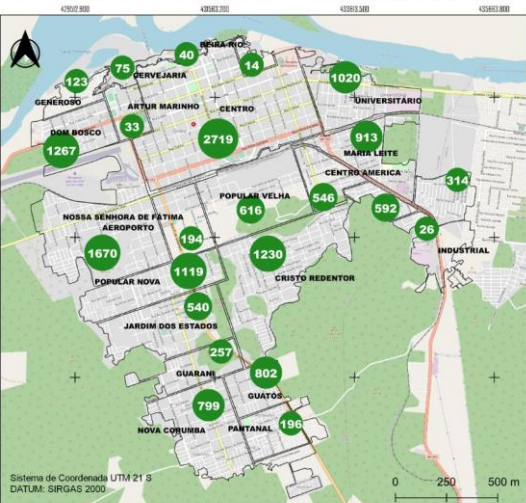 BEIRA RIO
40
75
14
CERVEJARIA
123
1020
GENEROSO
ARTUR MARINHO
CENTRO
UNIVERSITÁRIO
33
DOM BOSCO
2719
913
1267
MARIA LEITE
CENTRO AMERICA
314
POPULAR VELHA
546
NOSSA SENHORA DE FÁTIMA
616
592
AEROPORTO
194
26
1670
1230
INDUSTRIAL
1119
POPULAR NOVA
CRISTO REDENTOR
540
JARDIM DOS ESTADOS
257
GUARANI
802
GUATÓS
799
196
NOVA CORUMBÁ
PANTANAL
Sistema de Coordenada UTM 21 S
DATUM: SIRGAS 2000
0 250 500 m